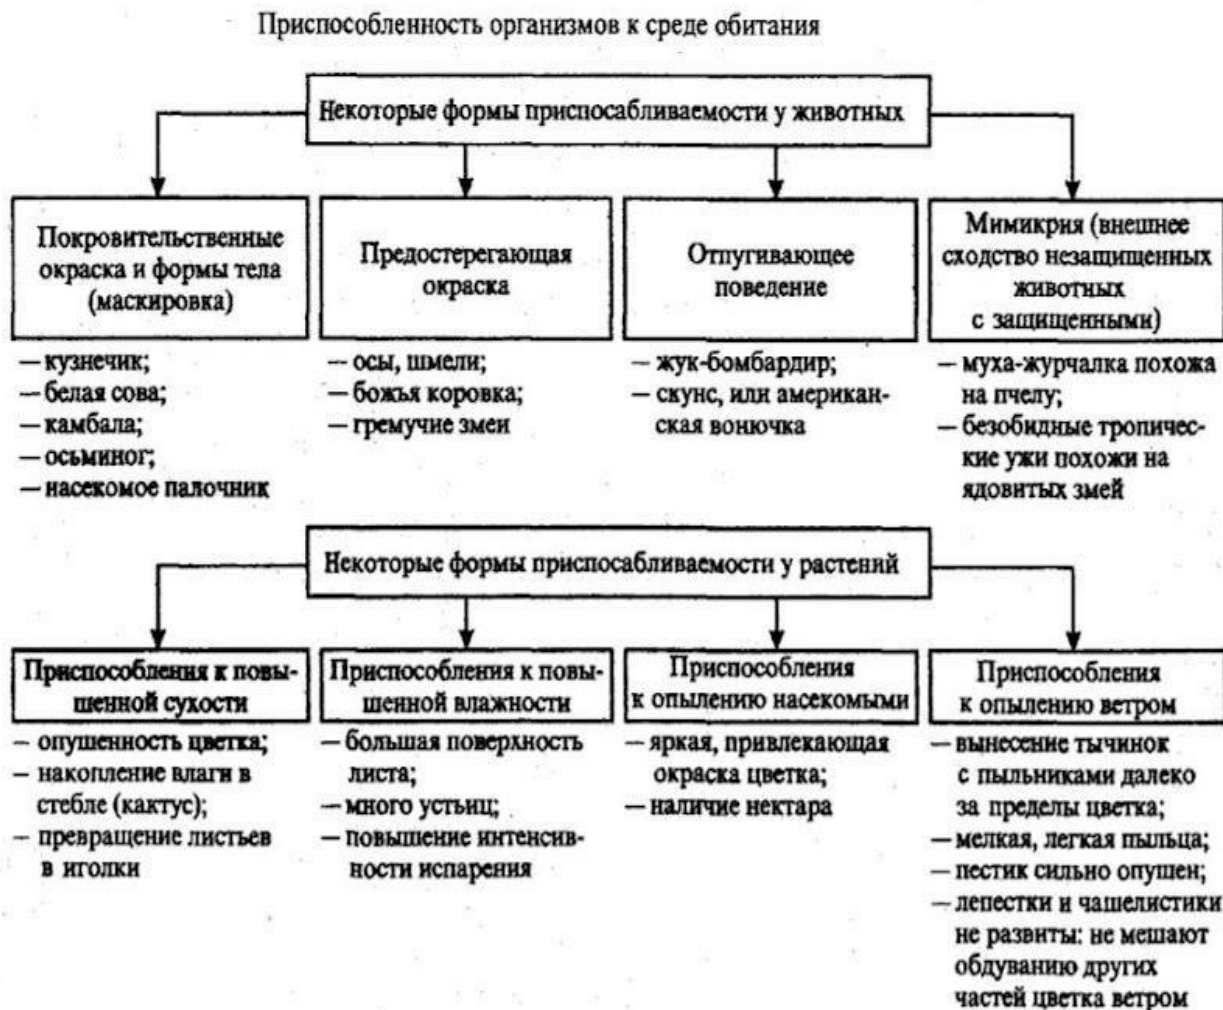 Приспособленность организмов к среде обитания
Некоторые формы приспосабливаемости у животных
Покровительственные
окраска и формы тела
(маскировка)
— кузнечик;
— белая сова;
— камбала;
— осьминог;
— насекомое палочник
Предостерегающая
окраска
— осы, шмели;
— божья коровка;
— гремучие змеи
Отпугивающее
поведение
— жук-бомбардир;
— скунс, или американ-
ская вонючка
Мимикрия (внешнее
сходство незащищенных
животных
с защищенными)
— муха-журчалка похожа
на пчелу;
— безобидные тропичес-
кие ужи похожи на
ядовитых змей
Некоторые формы приспосабливаемости у растений
Приспособления к повы-
шенной сухости
— опушенность цветка;
— накопление влаги в
стебле (кактус);
— превращение листьев
в иголки
Приспособления к повы-
шенной влажности
— большая поверхность
листа;
— много устьиц;
— повышение интенсив-
ности испарения
Приспособления
к опылению насекомыми
— яркая, привлекающая
окраска цветка;
— наличие нектара
Приспособления
к опылению ветром
— вынесение тычинок
с пыльниками далеко
за пределы цветка;
— мелкая, легкая пыльца;
— пестик сильно опушен;
— лепестки и чашелистики
не развиты: не мешают
обдуванию других
частей цветка ветром